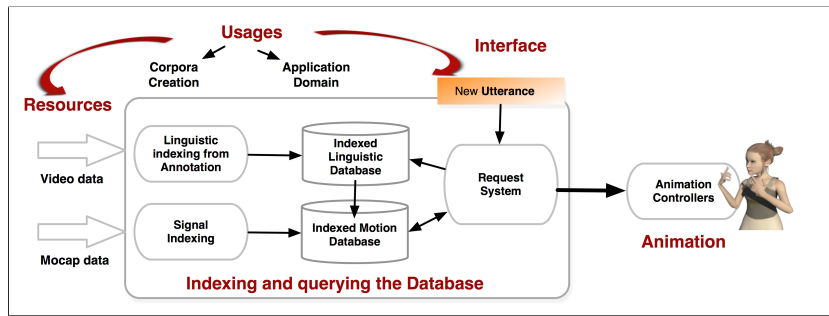 Usages
Interface
Corpora
Creation
Application
Domain
Resources
New Utterance
Linguistic
indexing from
Annotation
Indexed
Linguistic
Database
Video data
Request
System
Animation
Controllers
Signal
Indexing
Indexed Motion
Database
Mocap data
Animation
Indexing and querying the Database